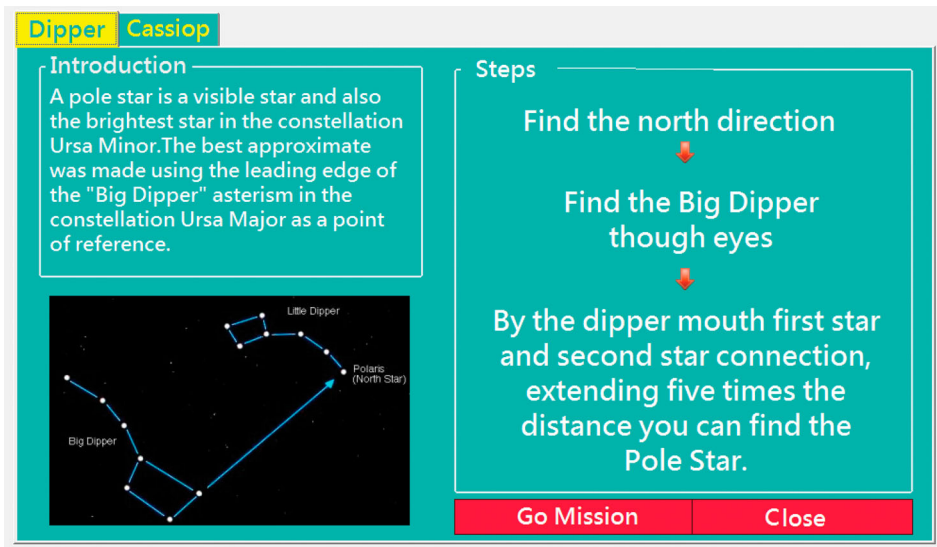 Dipper
Cassiop
Introduction
A pole star is a visible star and also
the brightest star in the constellation
Ursa Minor.The best approximate
was made using the leading edge of
the "Big Dipper" asterism in the
constellation Ursa Major as a point
of reference.
Little Dipper
Polaris
(North Star)
Big Dipper
Steps
Find the north direction
Find the Big Dipper
though eyes
By the dipper mouth first star
and second star connection,
extending five times the
distance you can find the
Pole Star.
Go Mission
Close